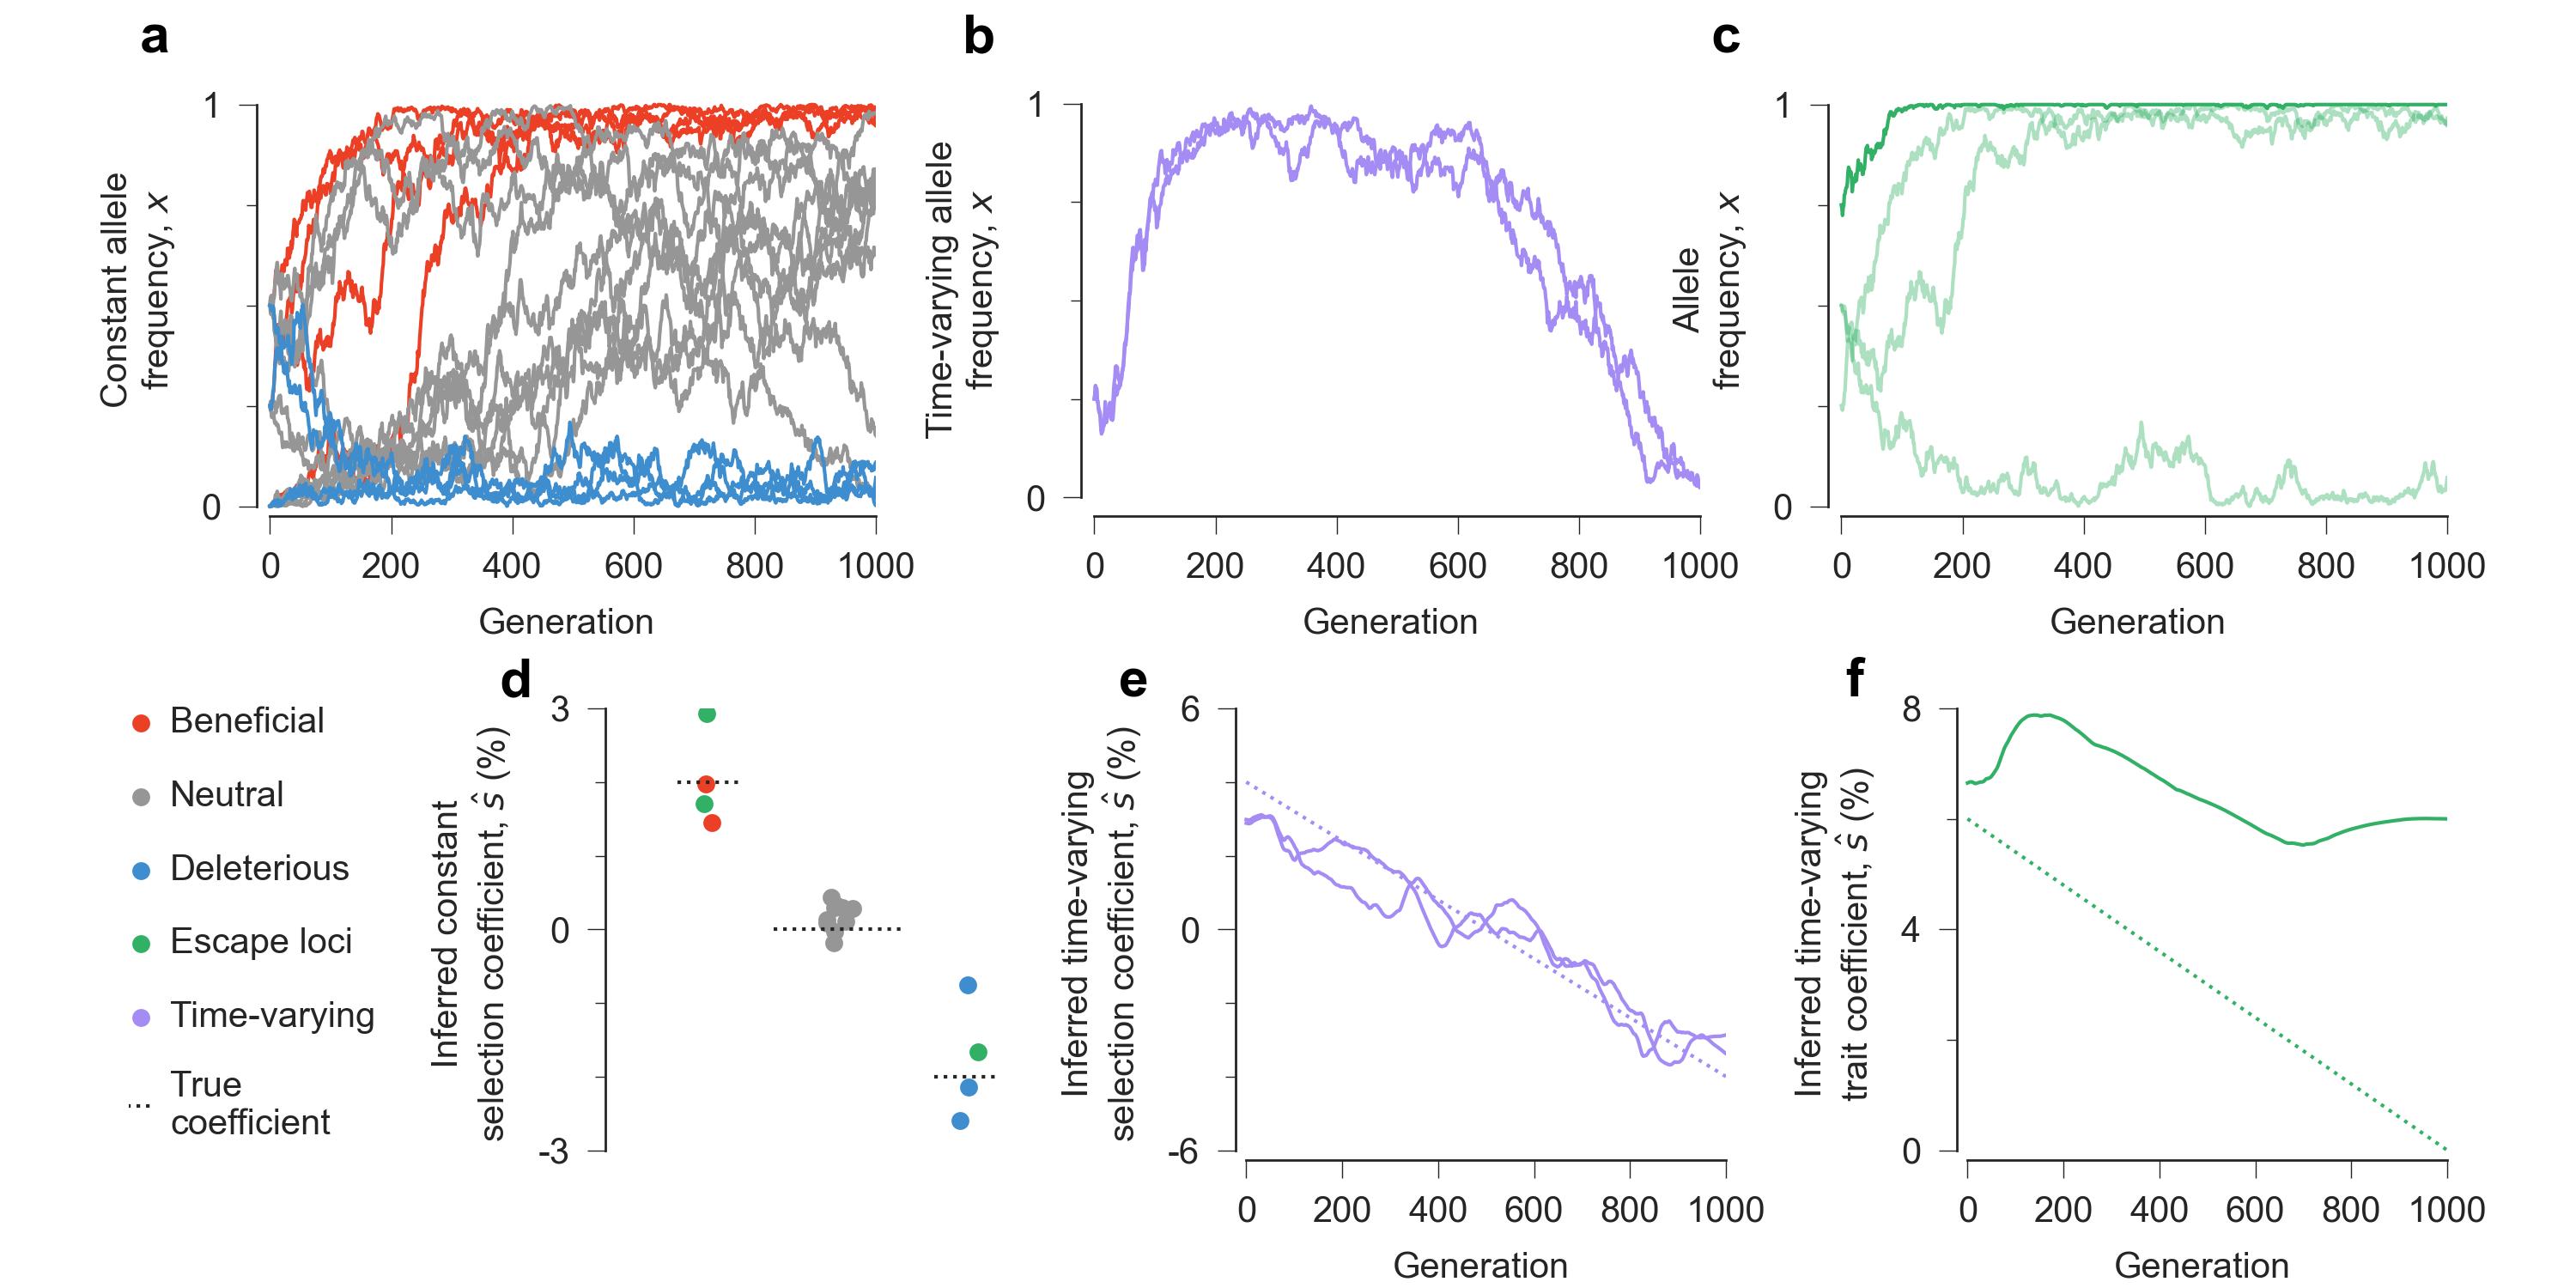 a
1
0
Constant allele
frequency, x
0 200 400 600 800 1000
Generation
b
1
0
Time-varying allele
frequency, x
0 200 400 600 800 1000
Generation
c
1
0
Allele
frequency, x
0 200 400 600 800 1000
Generation
Beneficial
Neutral
Deleterious
Escape loci
Time-varying
True
coefficient
d
3
0
-3
Inferred constant
selection coefficient, ŝ (%)
e
6
0
-6
Inferred time-varying
selection coefficient, ŝ (%)
0 200 400 600 800 1000
Generation
f
8
4
0
Inferred time-varying
trait coefficient, ŝ (%)
0 200 400 600 800 1000
Generation